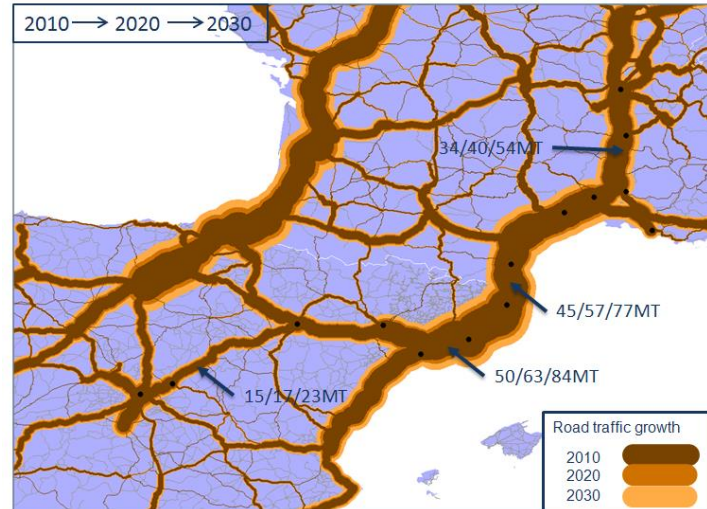 2010 → 2020 → 2030
34/40/54MT
45/57/77MT
50/63/84MT
15/17/23MT
Road traffic growth
2010
2020
2030